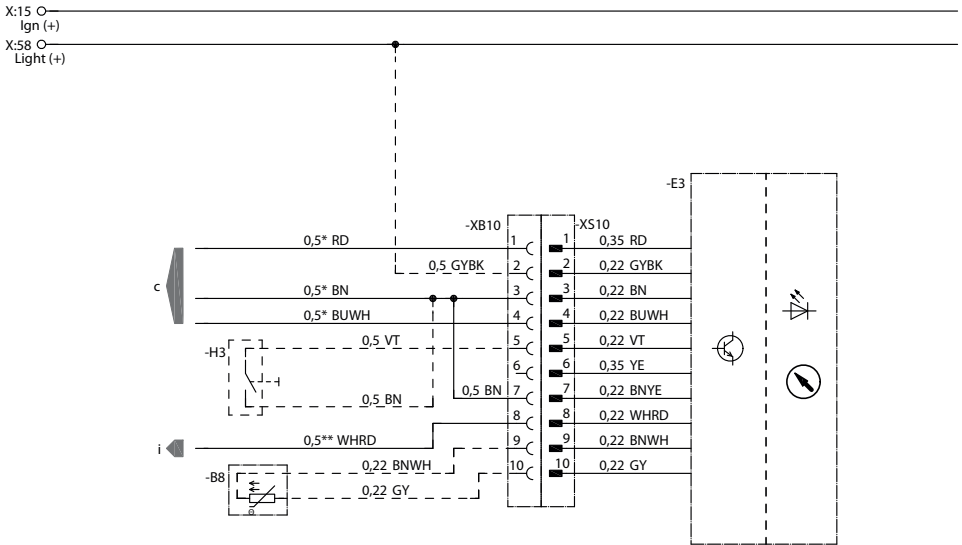 X:15
Ign (+)
X:58
Light (+)
-E3
-XB10
-XS10
0,5* RD 1 1 0,35 RD
0,5 GYBK 2 2 0,22 GYBK
c
0,5* BN 3 3 0,22 BN
0,5* BUWH 4 4 0,22 BUWH
0,5 VT 5 5 0,22 VT
-H3
6 6 0,35 YE
0,5 BN 7 7 0,22 BNYE
0,5 BN
8 8 0,22 WHRD
i
0,5** WHRD 9 9 0,22 BNWH
0,22 BNWH 10 10 0,22 GY
-B8
0,22 GY